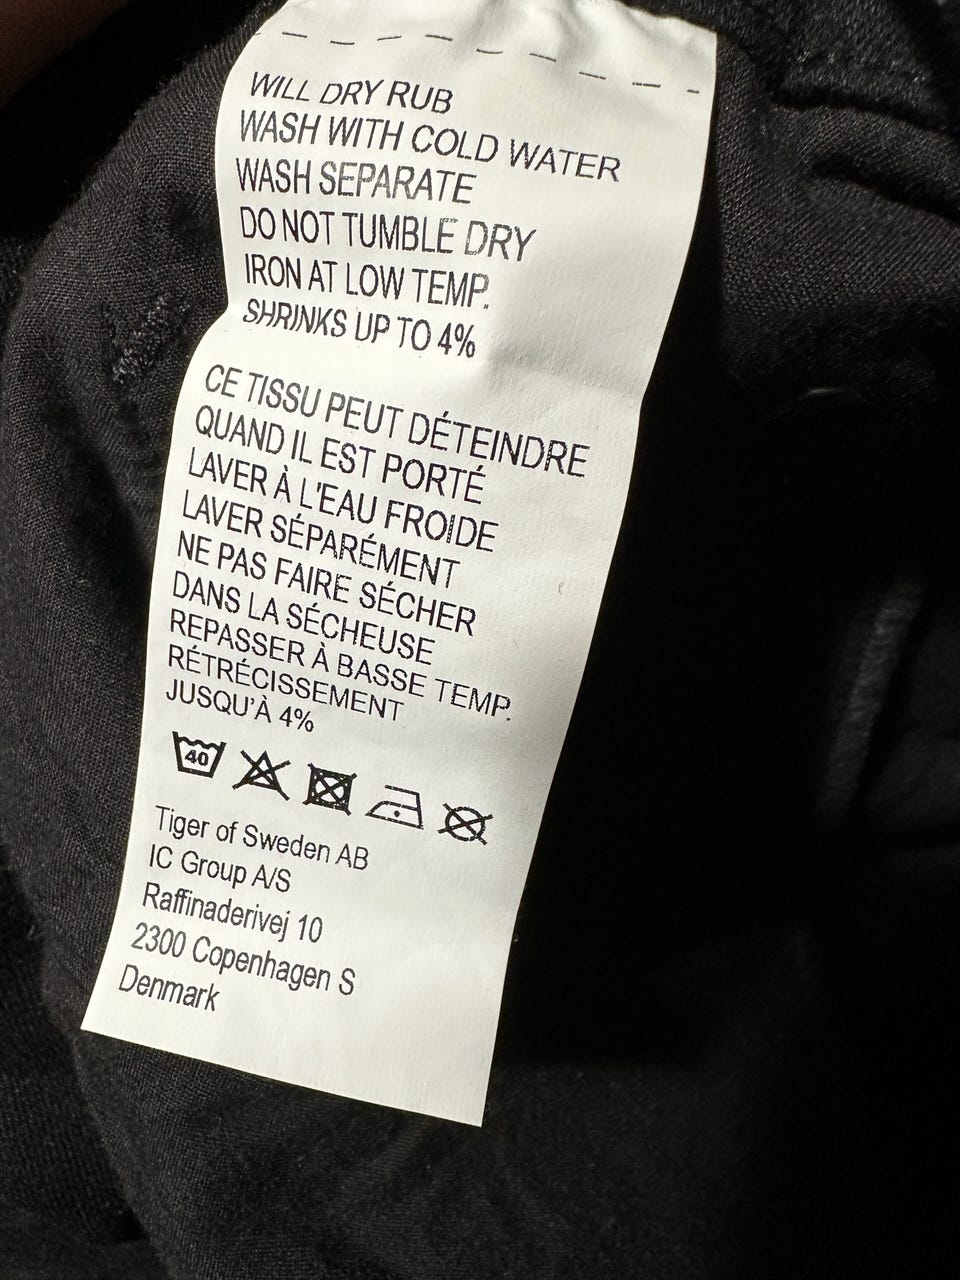 WILL DRY RUB
WASH WITH COLD WATER
WASH SEPARATE
DO NOT TUMBLE DRY
IRON AT LOW TEMP.
SHRINKS UP TO 4%
CE TISSU PEUT DÉTEINDRE
QUAND IL EST PORTÉ
LAVER À L'EAU FROIDE
LAVER SÉPARÉMENT
NE PAS FAIRE SÉCHER
DANS LA SÉCHEUSE
REPASSER À BASSE TEMP.
RÉTRÉCISSEMENT
JUSQU'À 4%
40
Tiger of Sweden AB
IC Group A/S
Raffinaderivej 10
2300 Copenhagen S
Denmark